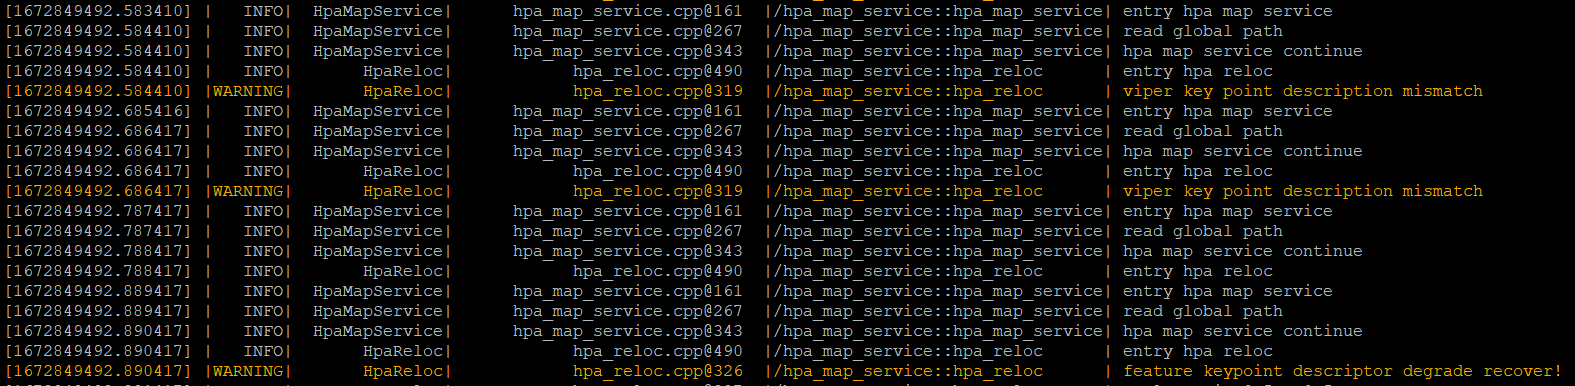 [1672849492.583410] | INFO| HpaMapService| hpa_map_service.cpp@161 |/hpa_map_service::hpa_map_service| entry hpa map service
[1672849492.584410] | INFO| HpaMapService| hpa_map_service.cpp@267 |/hpa_map_service::hpa_map_service| read global path
[1672849492.584410] | INFO| HpaMapService| hpa_map_service.cpp@343 |/hpa_map_service::hpa_map_service| hpa map service continue
[1672849492.584410] | INFO| HpaReloc| hpa_reloc.cpp@490 |/hpa_map_service::hpa_reloc | entry hpa reloc
[1672849492.584410] |WARNING| HpaReloc| hpa_reloc.cpp@319 |/hpa_map_service::hpa_reloc | viper key point description mismatch
[1672849492.685416] | INFO| HpaMapService| hpa_map_service.cpp@161 |/hpa_map_service::hpa_map_service| entry hpa map service
[1672849492.686417] | INFO| HpaMapService| hpa_map_service.cpp@267 |/hpa_map_service::hpa_map_service| read global path
[1672849492.686417] | INFO| HpaMapService| hpa_map_service.cpp@343 |/hpa_map_service::hpa_map_service| hpa map service continue
[1672849492.686417] | INFO| HpaReloc| hpa_reloc.cpp@490 |/hpa_map_service::hpa_reloc | entry hpa reloc
[1672849492.686417] |WARNING| HpaReloc| hpa_reloc.cpp@319 |/hpa_map_service::hpa_reloc | viper key point description mismatch
[1672849492.787417] | INFO| HpaMapService| hpa_map_service.cpp@161 |/hpa_map_service::hpa_map_service| entry hpa map service
[1672849492.787417] | INFO| HpaMapService| hpa_map_service.cpp@267 |/hpa_map_service::hpa_map_service| read global path
[1672849492.788417] | INFO| HpaMapService| hpa_map_service.cpp@343 |/hpa_map_service::hpa_map_service| hpa map service continue
[1672849492.788417] | INFO| HpaReloc| hpa_reloc.cpp@490 |/hpa_map_service::hpa_reloc | entry hpa reloc
[1672849492.889417] | INFO| HpaMapService| hpa_map_service.cpp@161 |/hpa_map_service::hpa_map_service| entry hpa map service
[1672849492.889417] | INFO| HpaMapService| hpa_map_service.cpp@267 |/hpa_map_service::hpa_map_service| read global path
[1672849492.890417] | INFO| HpaMapService| hpa_map_service.cpp@343 |/hpa_map_service::hpa_map_service| hpa map service continue
[1672849492.890417] | INFO| HpaReloc| hpa_reloc.cpp@490 |/hpa_map_service::hpa_reloc | entry hpa reloc
[1672849492.890417] |WARNING| HpaReloc| hpa_reloc.cpp@326 |/hpa_map_service::hpa_reloc | feature keypoint descriptor degrade recover!